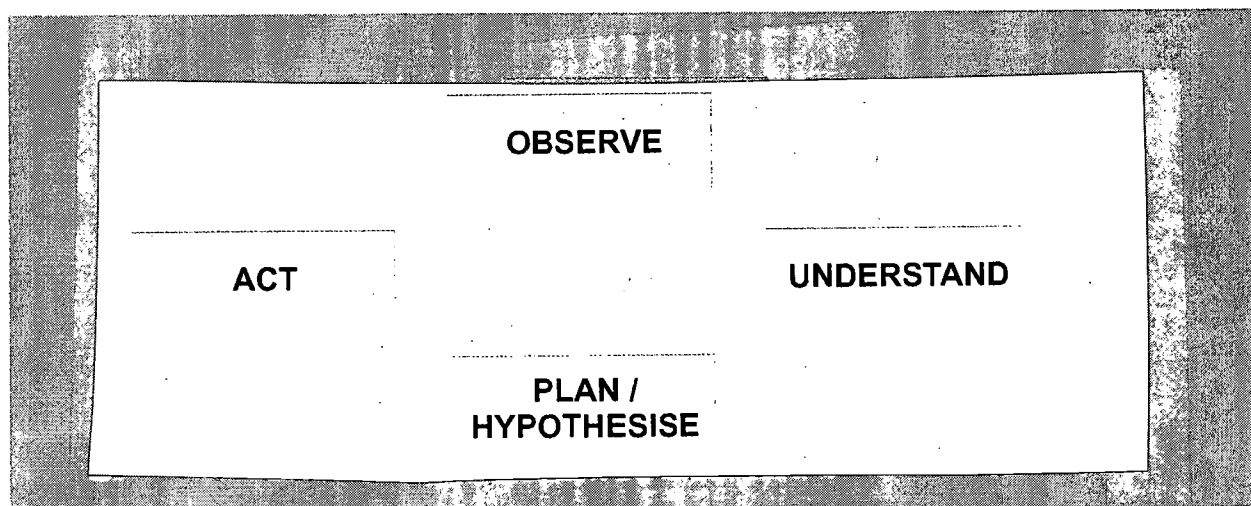 OBSERVE
ACT
UNDERSTAND
PLAN /
HYPOTHESISE